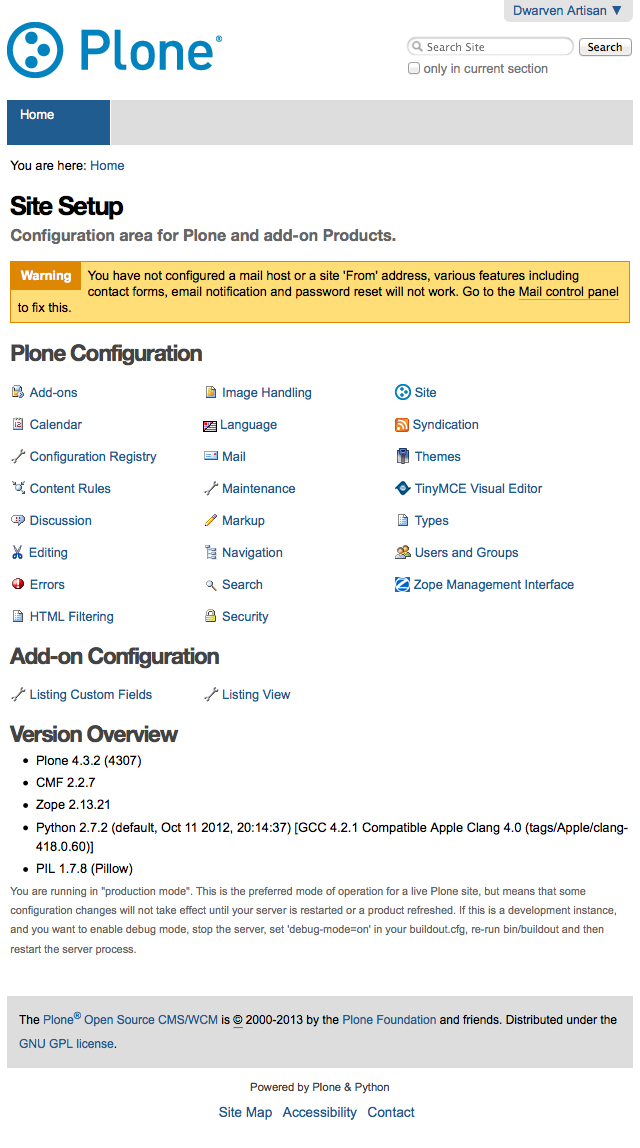 Dwarven Artisan ▼
Plone®
Search Site
Search
only in current section
Home
You are here: Home
Site Setup
Configuration area for Plone and add-on Products.
Warning You have not configured a mail host or a site 'From' address, various features including
contact forms, email notification and password reset will not work. Go to the Mail control panel
to fix this.
Plone Configuration
Add-ons Image Handling Site
Calendar Language Syndication
Configuration Registry Mail Themes
Content Rules Maintenance TinyMCE Visual Editor
Discussion Markup Types
Editing Navigation Users and Groups
Errors Search Zope Management Interface
HTML Filtering Security
Add-on Configuration
Listing Custom Fields Listing View
Version Overview
• Plone 4.3.2 (4307)
• CMF 2.2.7
• Zope 2.13.21
• Python 2.7.2 (default, Oct 11 2012, 20:14:37) [GCC 4.2.1 Compatible Apple Clang 4.0 (tags/Apple/clang-
418.0.60)]
• PIL 1.7.8 (Pillow)
You are running in "production mode". This is the preferred mode of operation for a live Plone site, but means that some
configuration changes will not take effect until your server is restarted or a product refreshed. If this is a development instance,
and you want to enable debug mode, stop the server, set 'debug-mode=on' in your buildout.cfg, re-run bin/buildout and then
restart the server process.
The Plone® Open Source CMS/WCM is © 2000-2013 by the Plone Foundation and friends. Distributed under the
GNU GPL license.
Powered by Plone & Python
Site Map Accessibility Contact